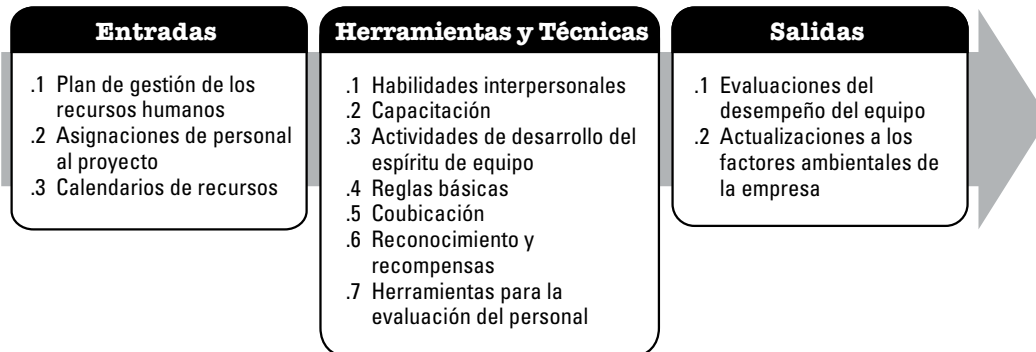 Entradas
.1 Plan de gestión de los
recursos humanos
.2 Asignaciones de personal
al proyecto
.3 Calendarios de recursos
Herramientas y Técnicas
.1 Habilidades interpersonales
.2 Capacitación
.3 Actividades de desarrollo del
espíritu de equipo
.4 Reglas básicas
.5 Coubicación
.6 Reconocimiento y
recompensas
.7 Herramientas para la
evaluación del personal
Salidas
.1 Evaluaciones del
desempeño del equipo
.2 Actualizaciones a los
factores ambientales de
la empresa